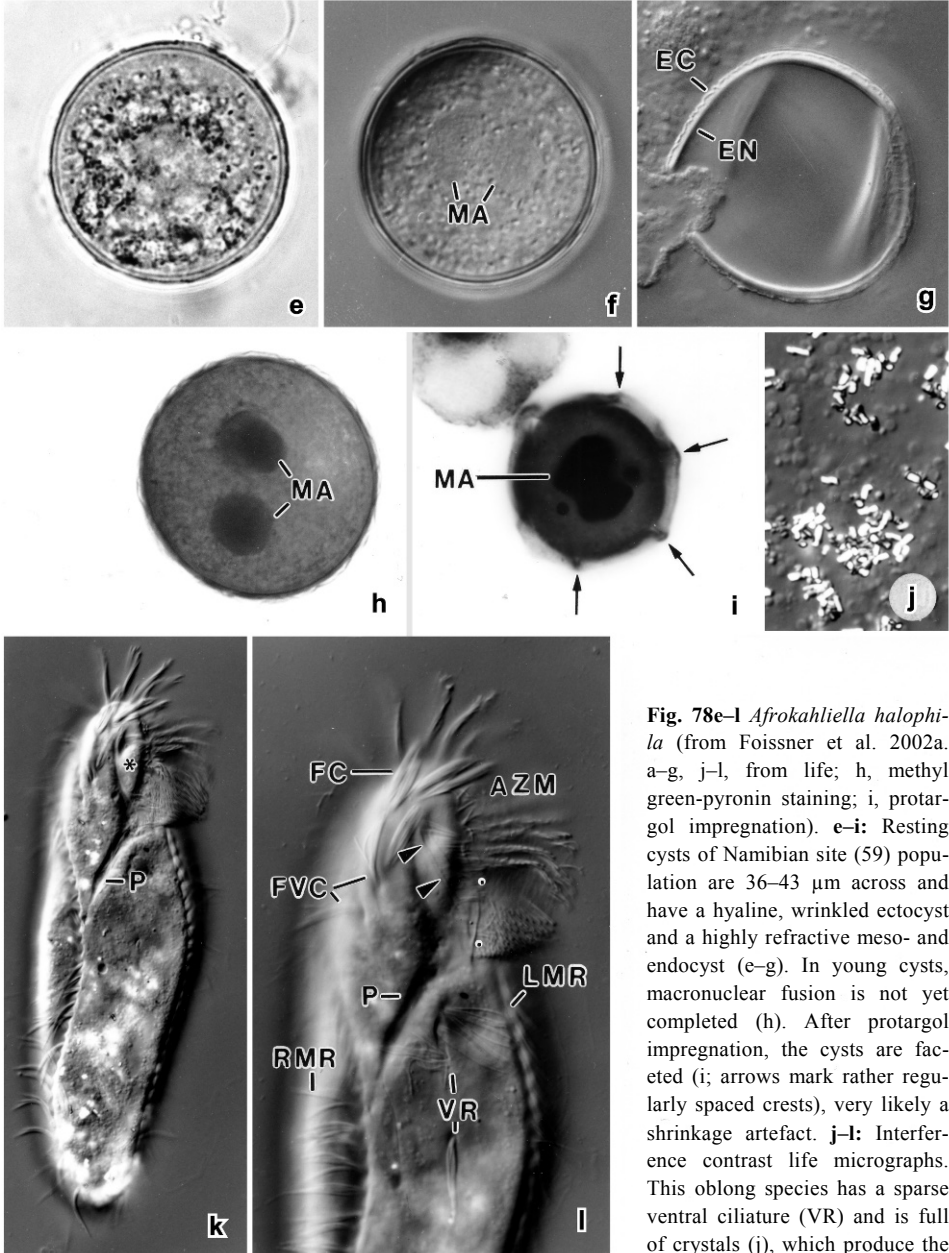 e
f
MA
EC
EN
g
MA
h
MA
i
j
P
k
FC
AZM
FVC
P
LMR
RMR
VR
l
Fig. 78e–l Afrokahliella halophi-
la (from Foissner et al. 2002a.
a–g, j–l, from life; h, methyl
green-pyronin staining; i, protar-
gol impregnation). e–i: Resting
cysts of Namibian site (59) popu-
lation are 36–43 µm across and
have a hyaline, wrinkled ectocyst
and a highly refractive meso- and
endocyst (e–g). In young cysts,
macronuclear fusion is not yet
completed (h). After protargol
impregnation, the cysts are fac-
eted (i; arrows mark rather regu-
larly spaced crests), very likely a
shrinkage artefact. j–l: Interfer-
ence contrast life micrographs.
This oblong species has a sparse
ventral ciliature (VR) and is full
of crystals (j), which produce the